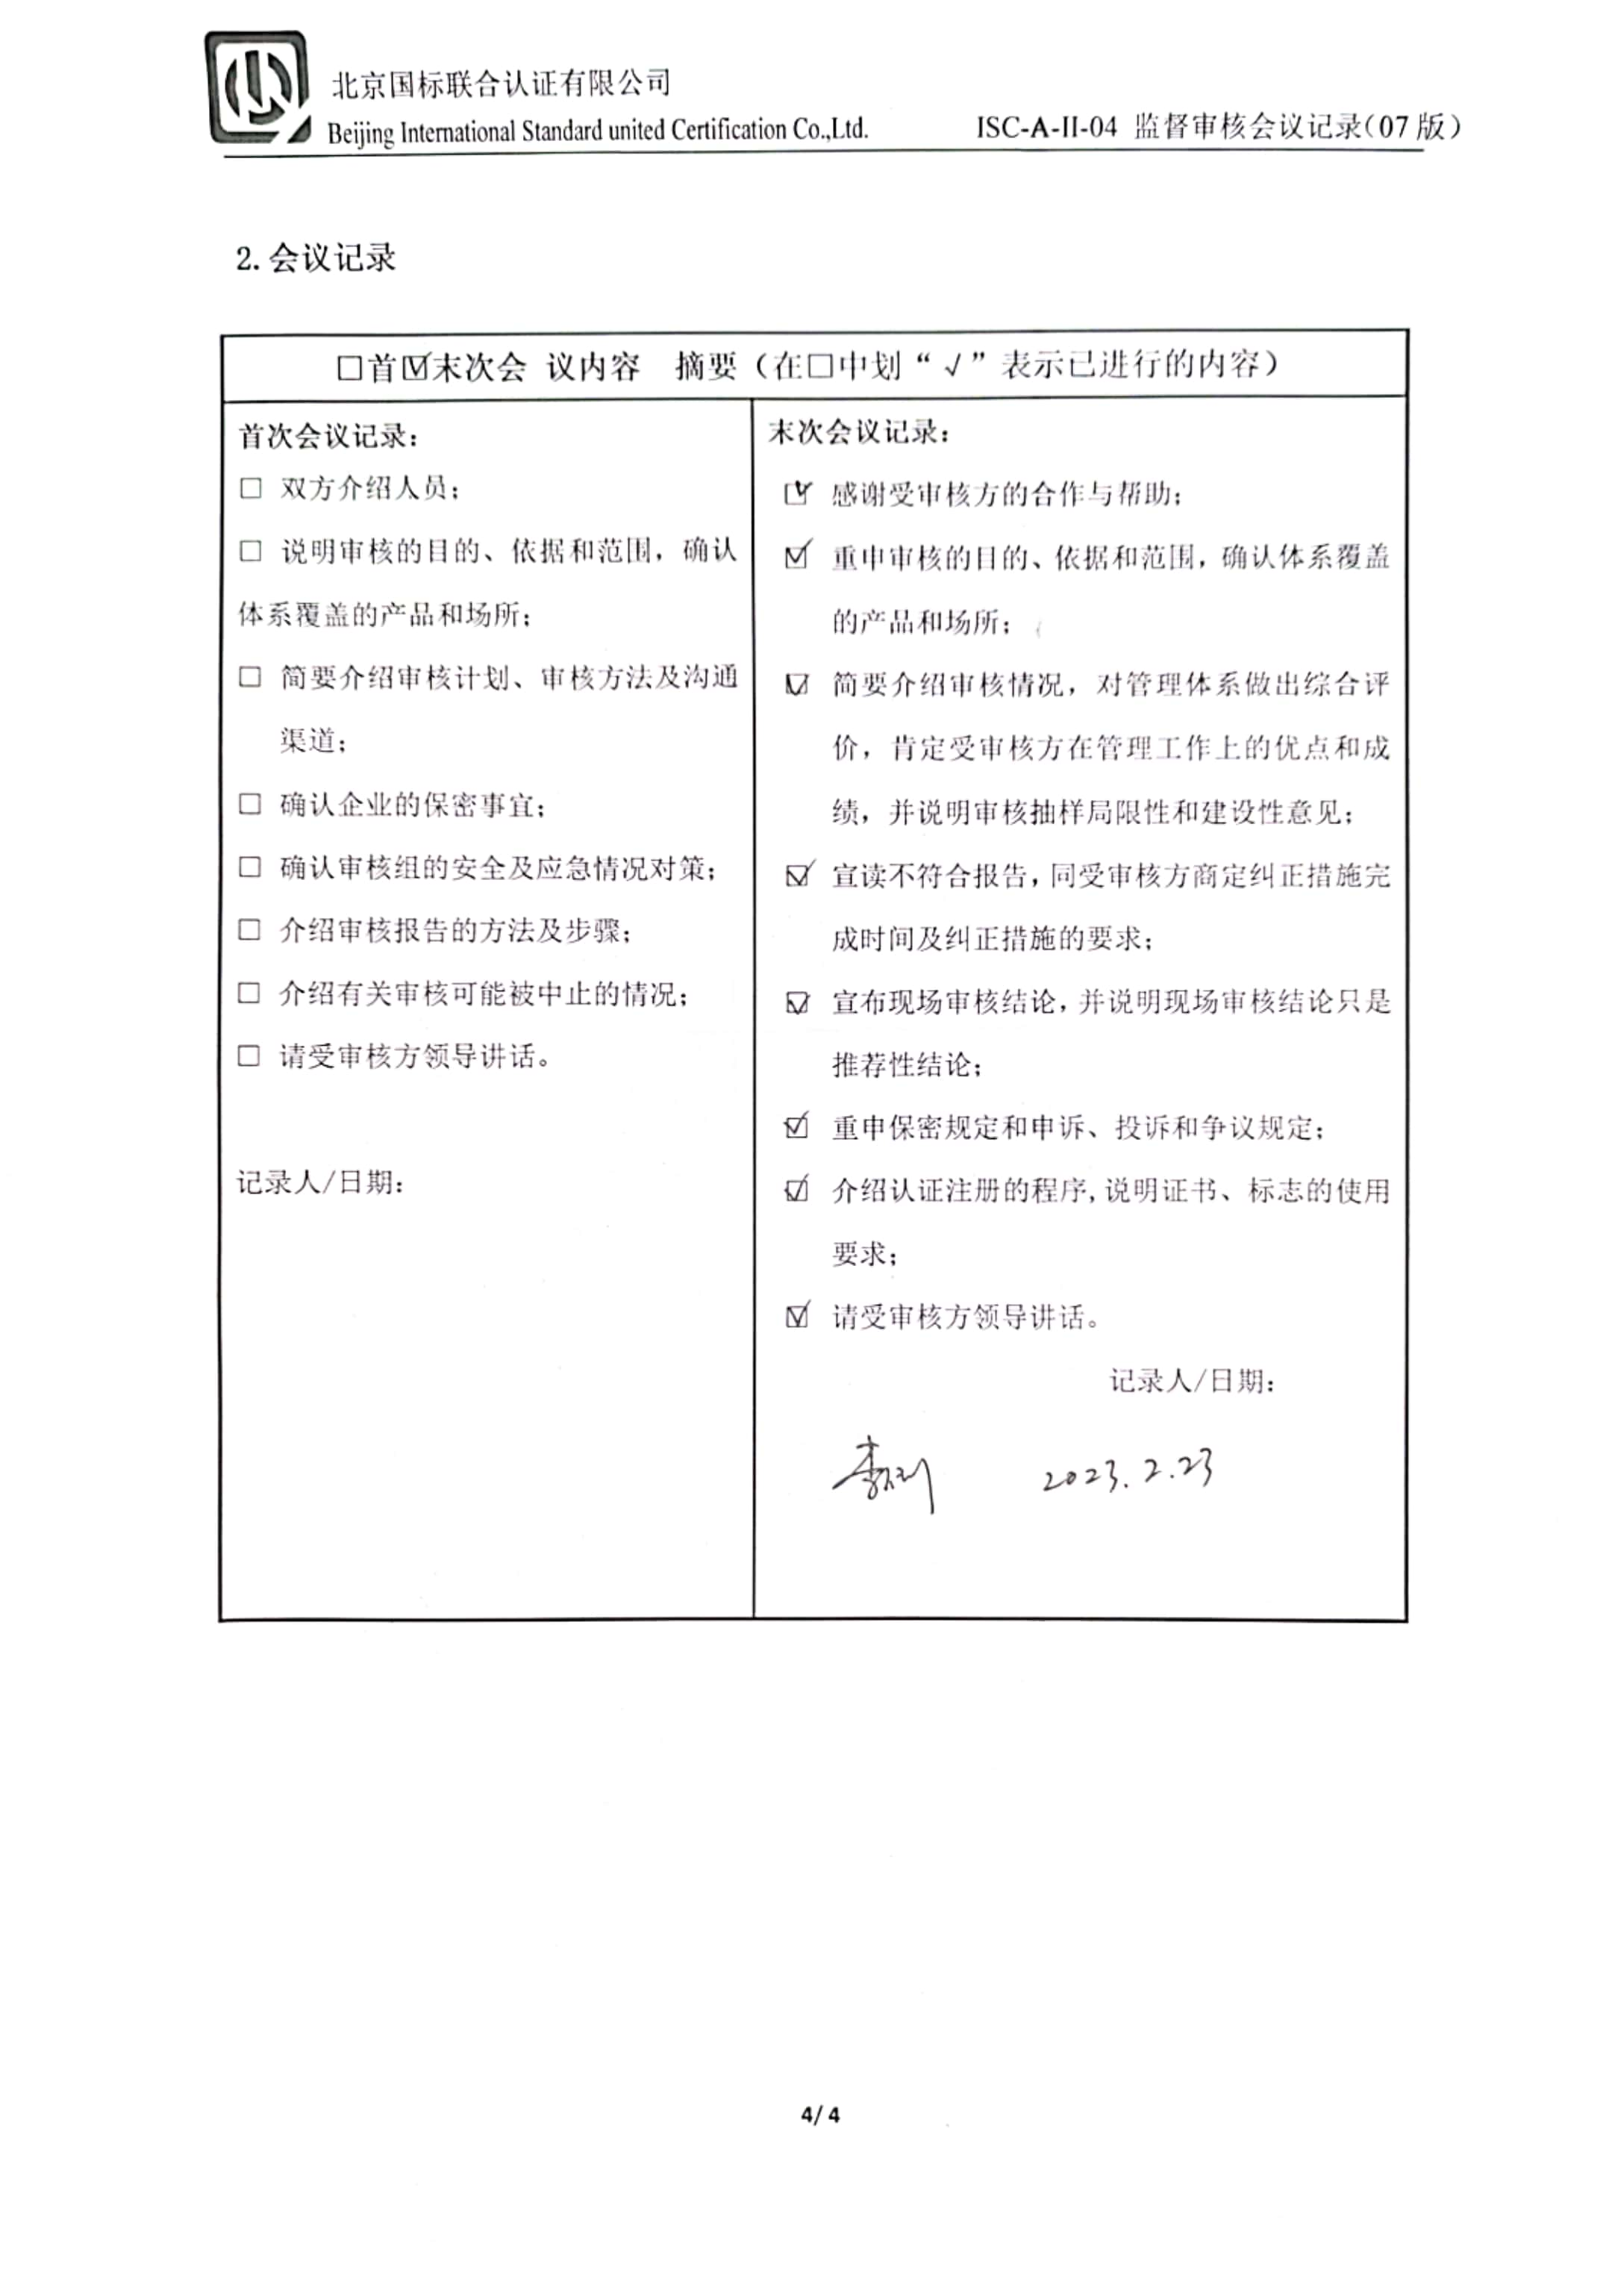 北京国标联合认证有限公司
Beijing International Standard united Certification Co.,Ltd. ISC-A-II-04 监督审核会议记录(07版)
2.会议记录
□首☑末次会 议内容 摘要（在□中划“√”表示已进行的内容）
首次会议记录：
□ 双方介绍人员；
□ 说明审核的目的、依据和范围，确认
体系覆盖的产品和场所；
□ 简要介绍审核计划、审核方法及沟通
渠道；
□ 确认企业的保密事宜；
□ 确认审核组的安全及应急情况对策；
□ 介绍审核报告的方法及步骤；
□ 介绍有关审核可能被中止的情况；
□ 请受审核方领导讲话。
记录人/日期：
末次会议记录：
☑ 感谢受审核方的合作与帮助；
☑ 重申审核的目的、依据和范围，确认体系覆盖
的产品和场所；
☑ 简要介绍审核情况，对管理体系做出综合评
价，肯定受审核方在管理工作上的优点和成
绩，并说明审核抽样局限性和建设性意见；
☑ 宣读不符合报告，同受审核方商定纠正措施完
成时间及纠正措施的要求；
☑ 宣布现场审核结论，并说明现场审核结论只是
推荐性结论；
☑ 重申保密规定和申诉、投诉和争议规定；
☑ 介绍认证注册的程序,说明证书、标志的使用
要求；
☑ 请受审核方领导讲话。
记录人/日期：
2023.2.23
4/4